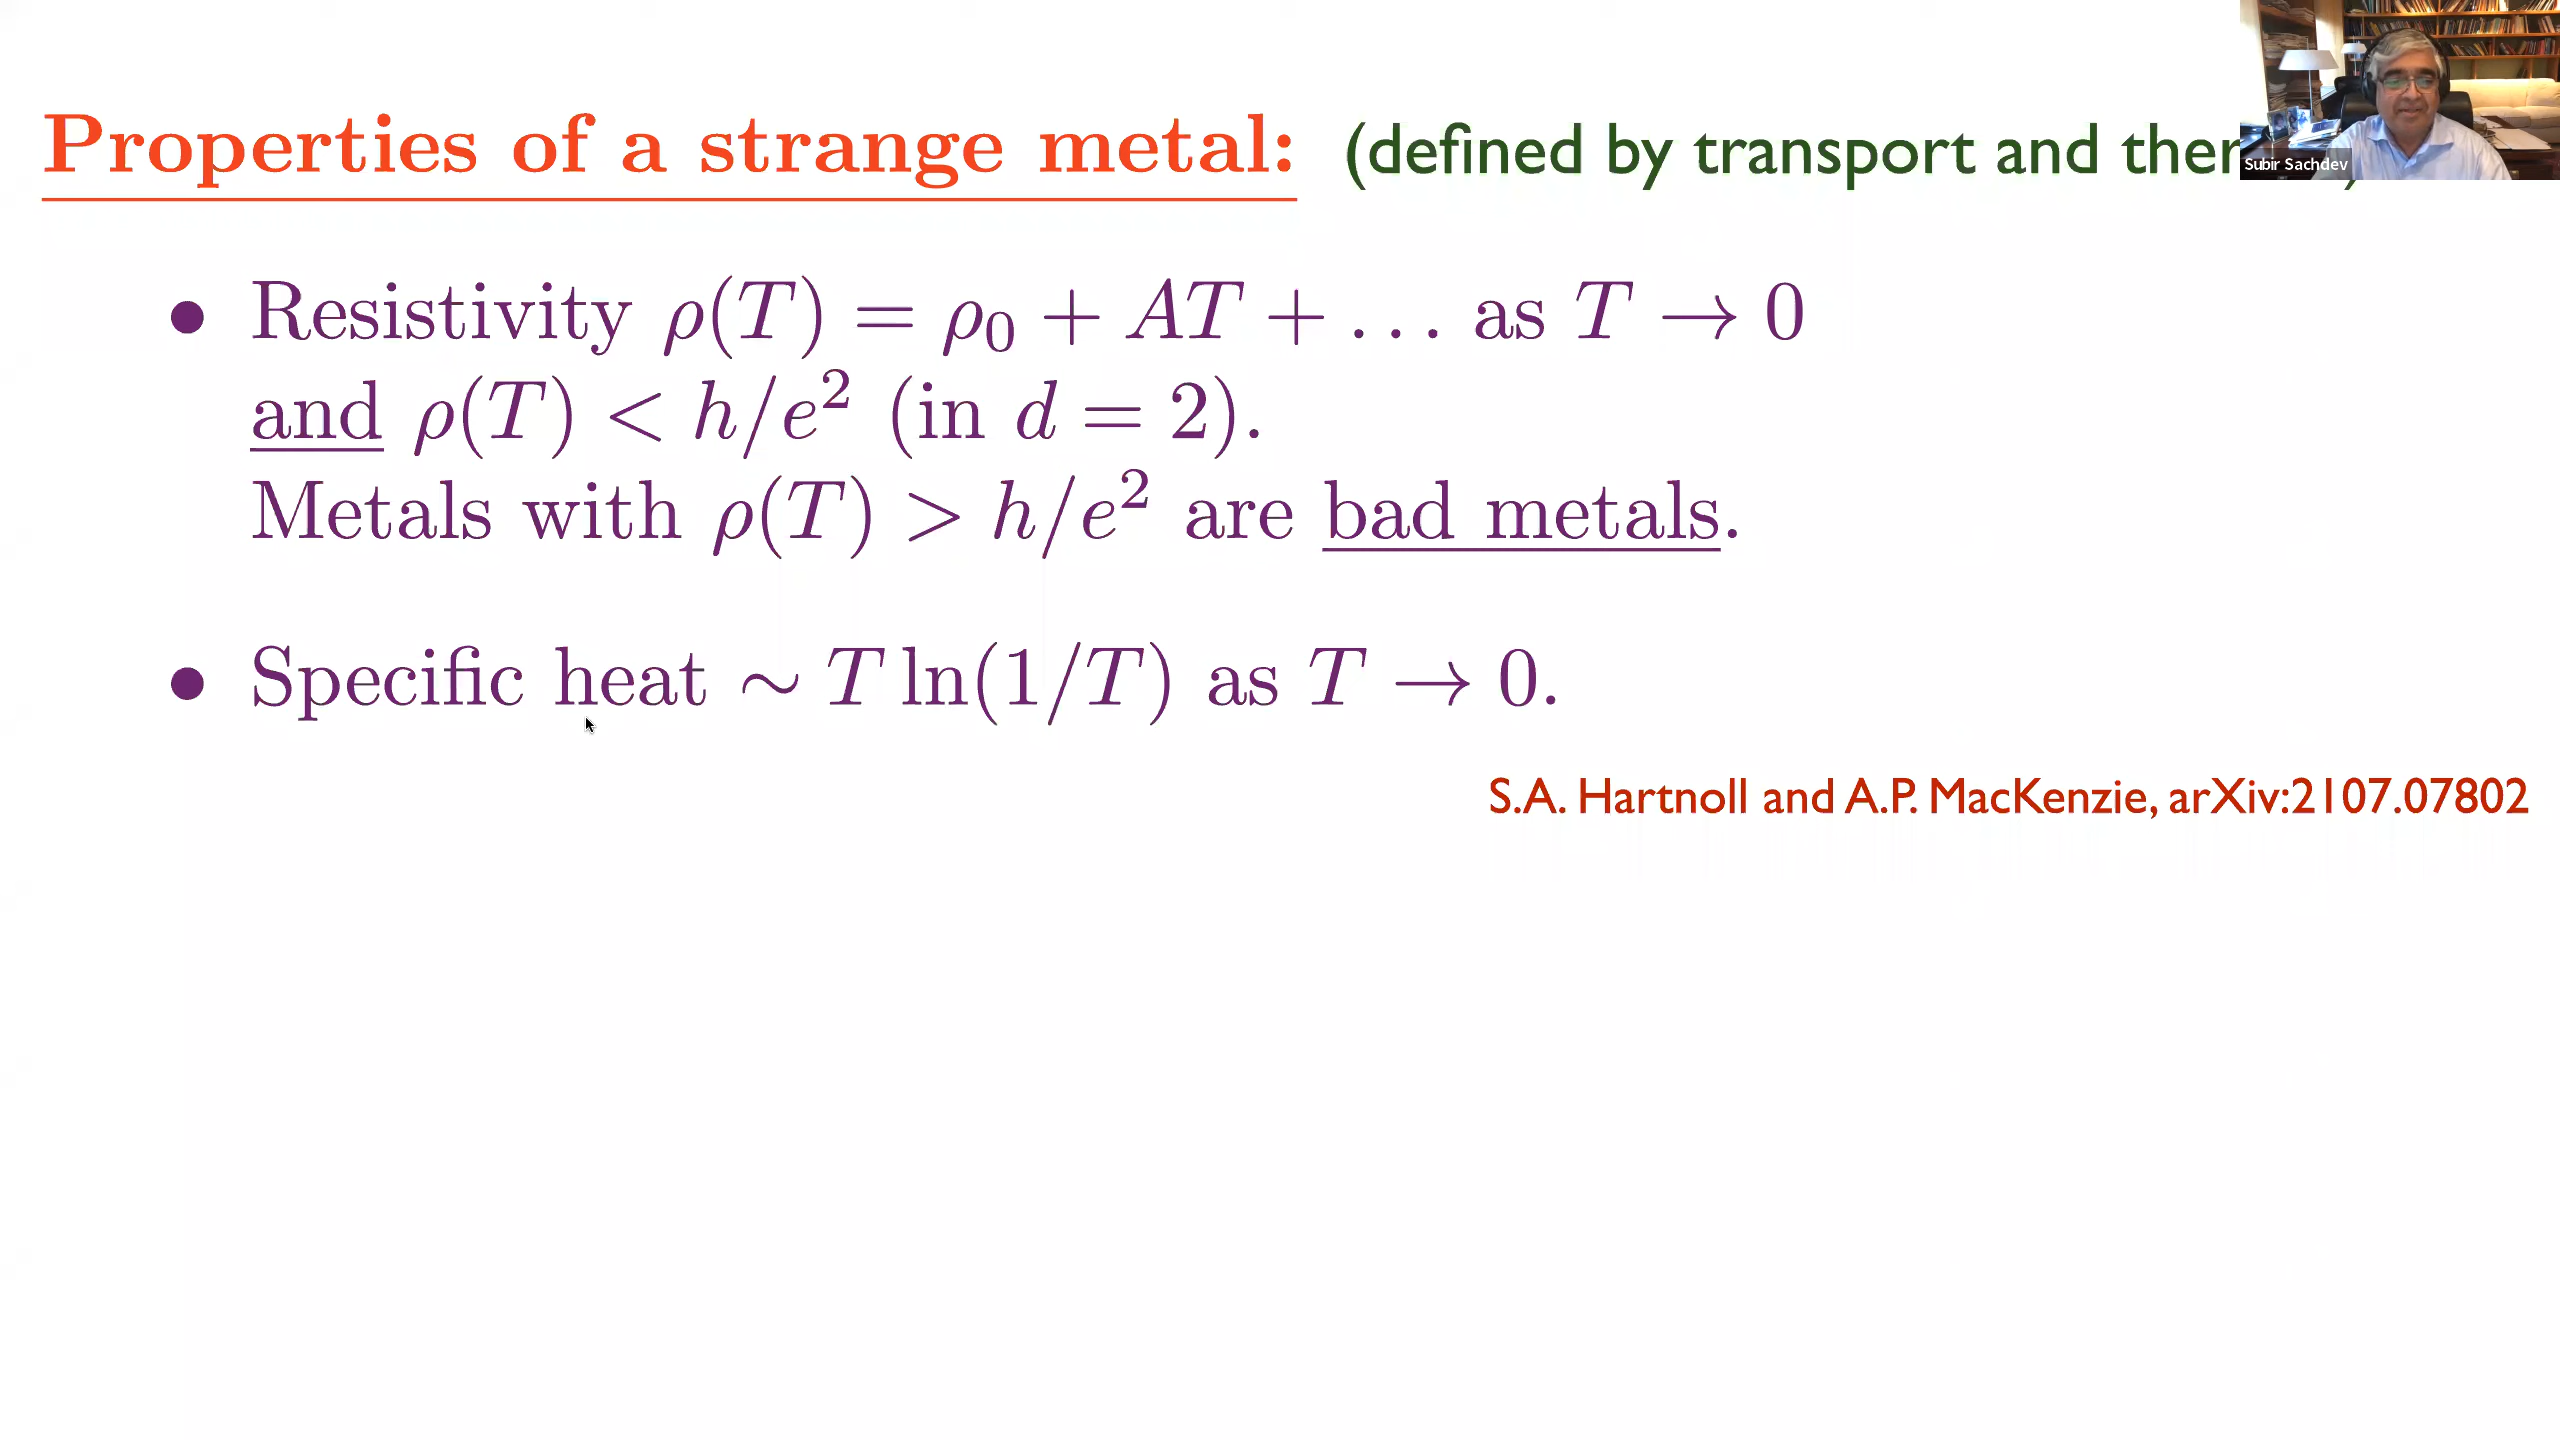 Properties of a strange metal: (defined by transport and
Subir Sachdev
• Resistivity ρ(T) = ρ₀ + AT + . . . as T → 0
and ρ(T) < h/e² (in d = 2).
Metals with ρ(T) > h/e² are bad metals.
• Specific heat ∼ T ln(1/T) as T → 0.
S.A. Hartnoll and A.P. MacKenzie, arXiv:2107.07802